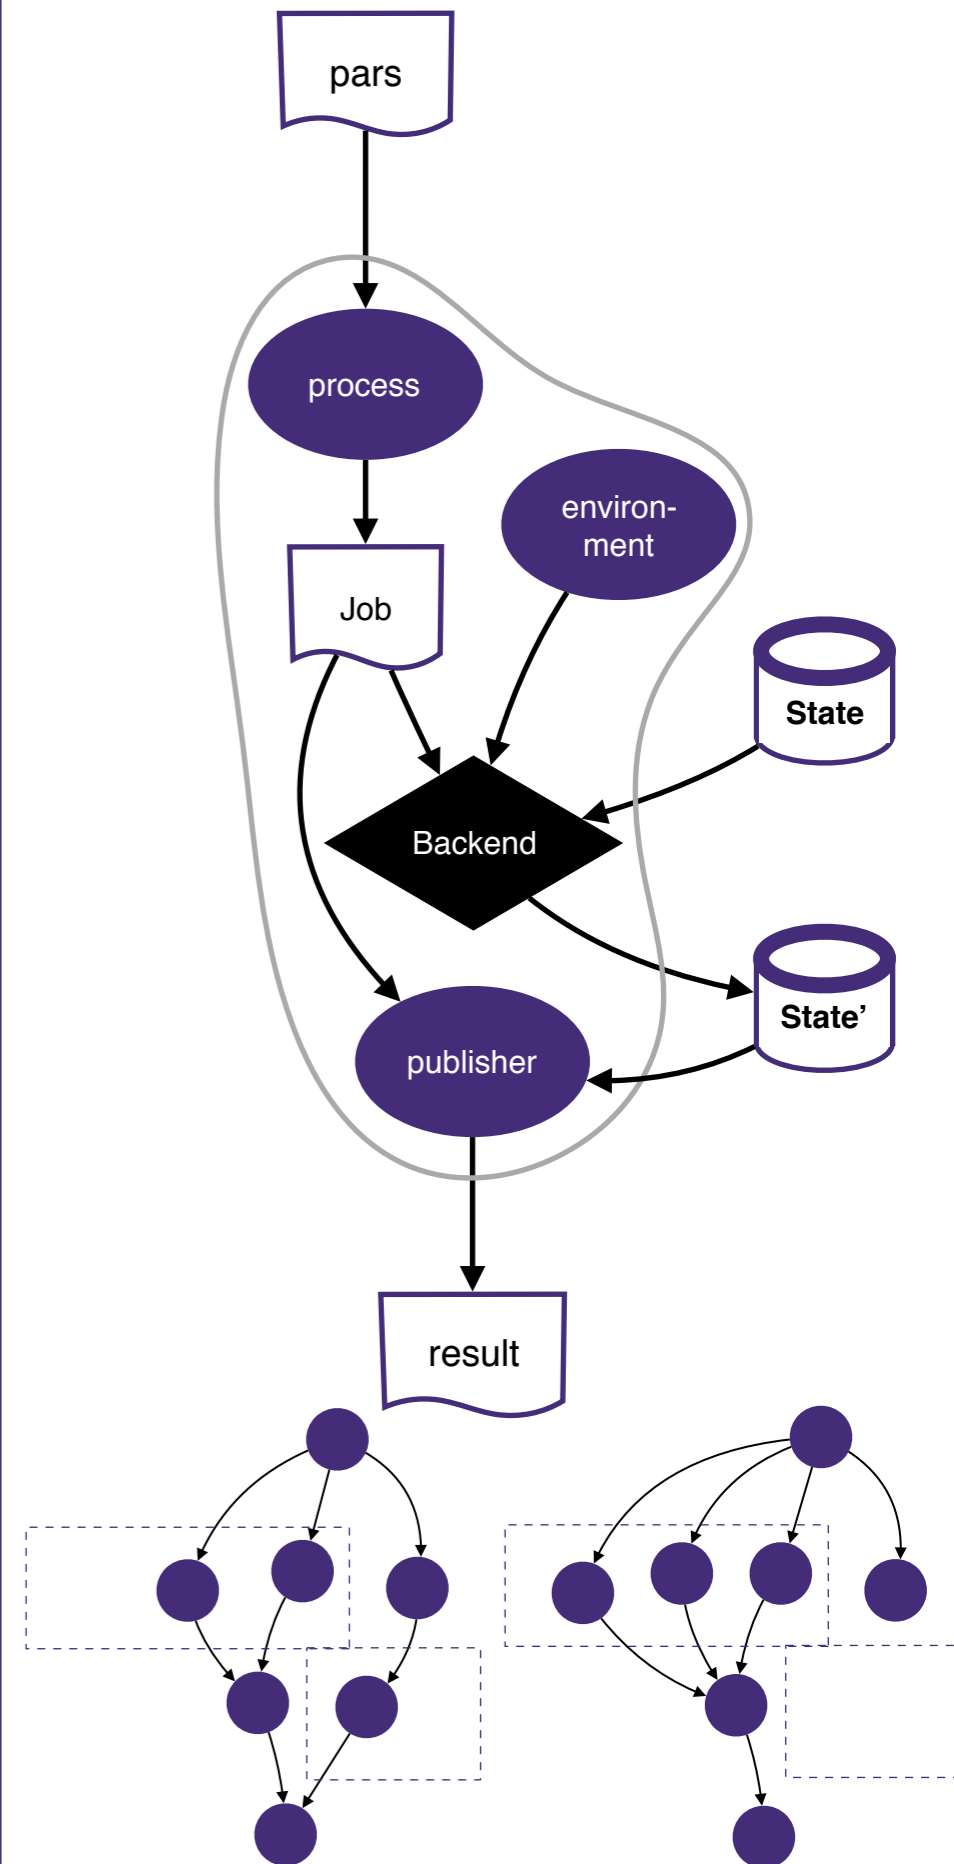 pars
process
environ-
ment
Job
State
Backend
State’
publisher
result